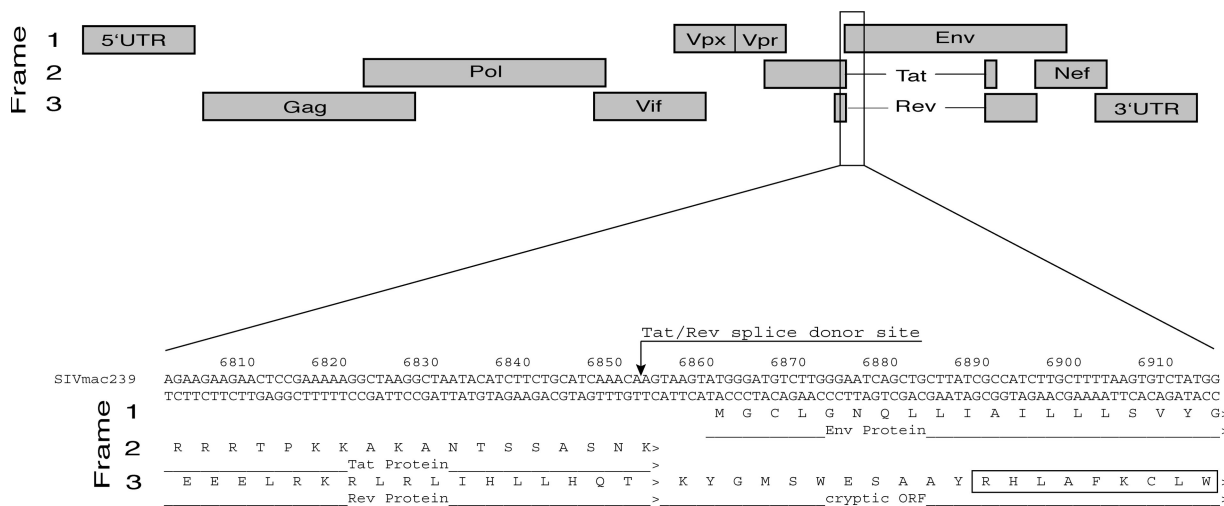 Frame
1 5'UTR Vpx Vpr Env
2 Pol Tat Nef
3 Gag Vif Rev 3'UTR
Tat/Rev splice donor site
6810 6820 6830 6840 6850 6860 6870 6880 6890 6900 6910
SIVmac239 AGAAGAAGAACTCCGAAAAAGGCTAAGGCTAATACATCTTCTGCATCAAACAAGTAAGTATGGGATGTCTTGGGAATCAGCTGCTTATCGCCATCTTGCTTTTAAGTGTCTATGG
TCTTCTTCTTGAGGCTTTTTCCGATTCCGATTATGTAGAAGACGTAGTTTGTTCATTCATACCCTACAGAACCCTTAGTCGACGAATAGCGGTAGAACGAAAATTCACAGATACC
Frame
1 M G C L G N Q L L I A I L L L S V Y G>
Env Protein >
2 R R R T P K K A K A N T S S A S N K>
Tat Protein >
3 E E E L R K R L R L I H L L H Q T > K Y G M S W E S A A Y R H L A F K C L W >
Rev Protein > cryptic ORF >